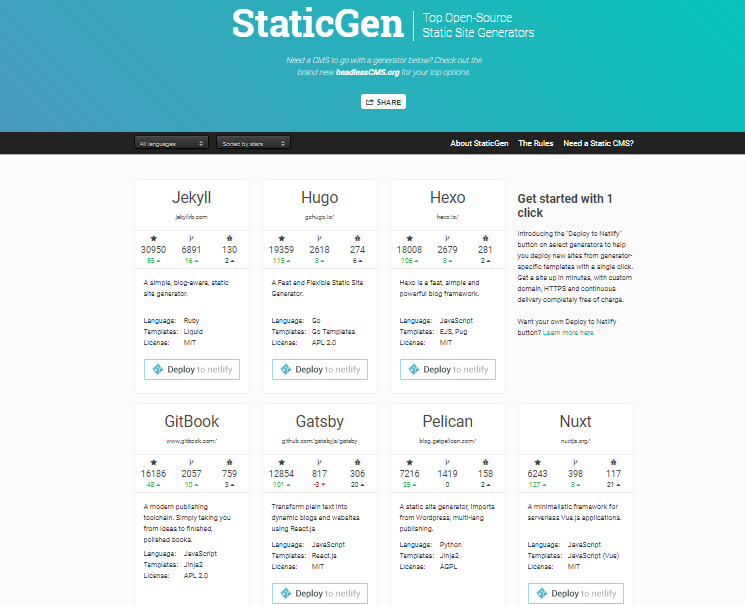 StaticGen
Top Open-Source
Static Site Generators
Need a CMS to go with a generator below? Check out the
brand new headlessCMS.org for your top options.
SHARE
All languages
Sorted by stars
About StaticGen
The Rules
Need a Static CMS?
Jekyll
jekyllrb.com
30950 6891 130
55 16 2
A simple, blog-aware, static
site generator.
Language: Ruby
Templates: Liquid
License: MIT
Deploy to netlify
Hugo
gohugo.io/
19359 2618 274
115 8 6
A Fast and Flexible Static Site
Generator.
Language: Go
Templates: Go Templates
License: APL 2.0
Deploy to netlify
Hexo
hexo.io/
18008 2679 281
106 8 2
Hexo is a fast, simple and
powerful blog framework.
Language: JavaScript
Templates: EJS, Pug
License: MIT
Deploy to netlify
Get started with 1
click
Introducing the "Deploy to Netlify"
button on select generators to help
you deploy new sites from generator-
specific templates with a single click.
Get a site up in minutes, with custom
domain, HTTPS and continuous
delivery completely free of charge.
Want your own Deploy to Netlify
button? Learn more here
GitBook
www.gitbook.com/
16186 2057 759
48 10 3
A modern publishing
toolchain. Simply taking you
from ideas to finished,
polished books.
Language: JavaScript
Templates: Jinja2
License: APL 2.0
Gatsby
github.com/gatsbyjs/gatsby
12854 817 306
101 -3 20
Transform plain text into
dynamic blogs and websites
using React.js
Language: JavaScript
Templates: React.js
License: MIT
Deploy to netlify
Pelican
blog.getpelican.com/
7216 1419 158
25 0 2
A static site generator, imports
from Wordpress, multi-lang
publishing.
Language: Python
Templates: Jinja2
License: AGPL
Nuxt
nuxtjs.org/
6243 398 117
127 8 21
A minimalistic framework for
serverless Vue.js applications.
Language: JavaScript
Templates: JavaScript (Vue)
License: MIT
Deploy to netlify